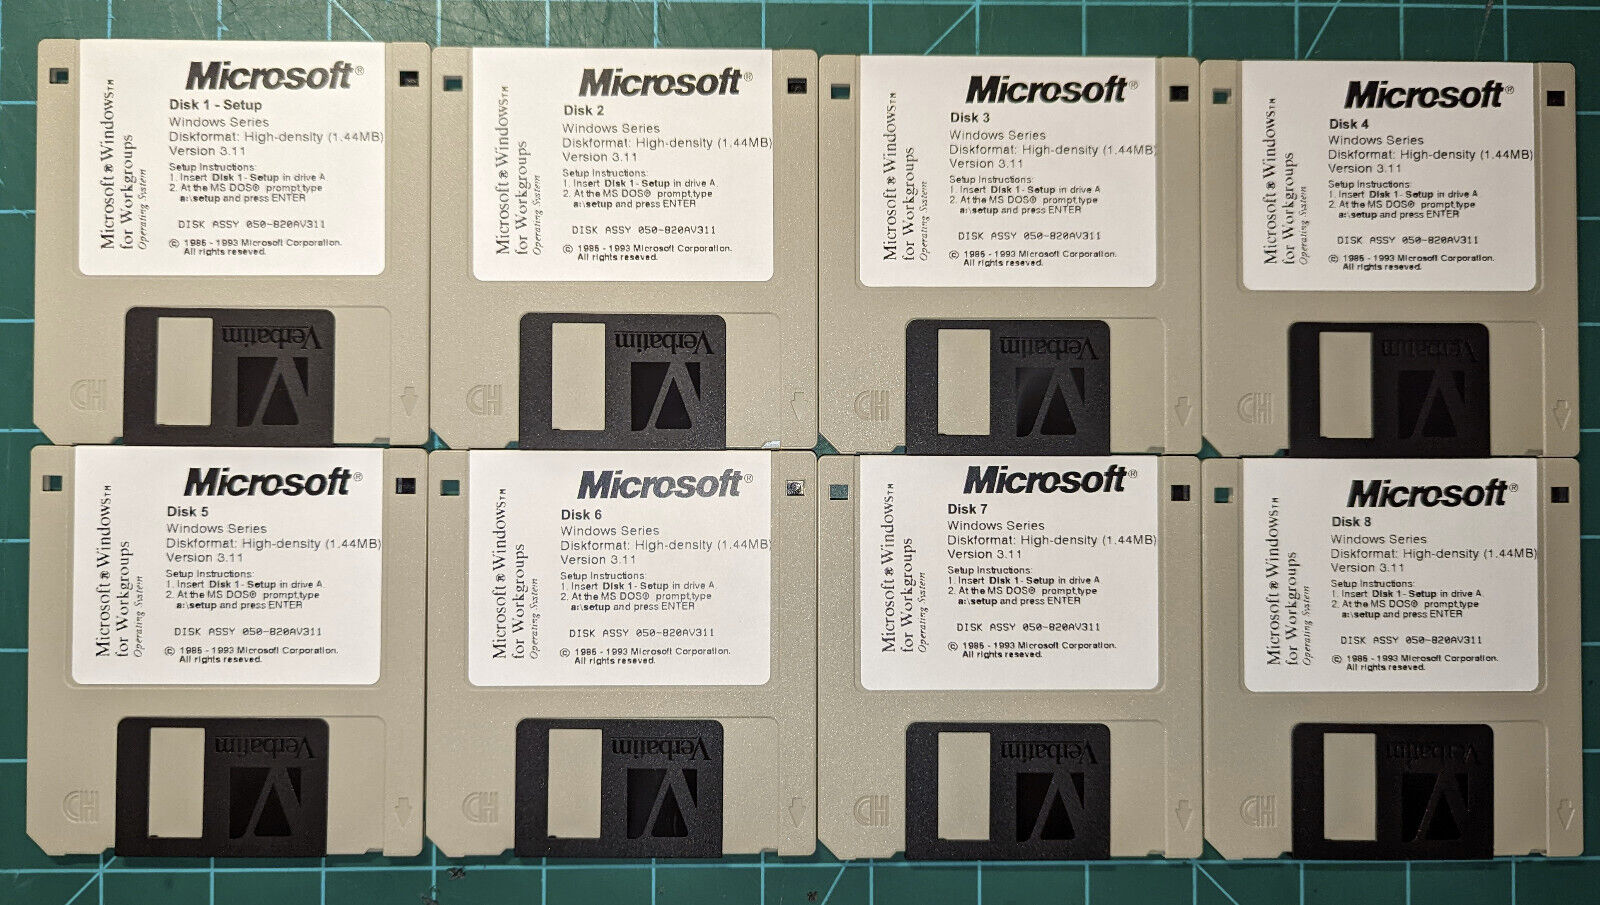 Microsoft®
Disk 1 - Setup
Windows Series
Diskformat: High-density (1.44MB)
Version 3.11
Setup Instructions:
1. Insert Disk 1 - Setup in drive A
2. At the MS DOS® prompt,type
a:\setup and press ENTER
DISK ASSY 050-820AV311
© 1985 - 1993 Microsoft Corporation.
All rights reseved.
Microsoft® Windows™
for Workgroups
Operating System
Verbatim
HD
Microsoft®
Disk 2
Windows Series
Diskformat: High-density (1.44MB)
Version 3.11
Setup Instructions:
1. Insert Disk 1 - Setup in drive A
2. At the MS DOS® prompt,type
a:\setup and press ENTER
DISK ASSY 050-820AV311
© 1985 - 1993 Microsoft Corporation.
All rights reseved.
Microsoft® Windows™
for Workgroups
Operating System
Verbatim
HD
Microsoft®
Disk 3
Windows Series
Diskformat: High-density (1.44MB)
Version 3.11
Setup Instructions:
1. Insert Disk 1 - Setup in drive A
2. At the MS DOS® prompt,type
a:\setup and press ENTER
DISK ASSY 050-820AV311
© 1985 - 1993 Microsoft Corporation.
All rights reseved.
Microsoft® Windows™
for Workgroups
Operating System
Verbatim
HD
Microsoft®
Disk 4
Windows Series
Diskformat: High-density (1.44MB)
Version 3.11
Setup Instructions:
1. Insert Disk 1 - Setup in drive A
2. At the MS DOS® prompt,type
a:\setup and press ENTER
DISK ASSY 050-820AV311
© 1985 - 1993 Microsoft Corporation.
All rights reseved.
Microsoft® Windows™
for Workgroups
Operating System
Verbatim
HD
Microsoft®
Disk 5
Windows Series
Diskformat: High-density (1.44MB)
Version 3.11
Setup Instructions:
1. Insert Disk 1 - Setup in drive A
2. At the MS DOS® prompt,type
a:\setup and press ENTER
DISK ASSY 050-820AV311
© 1985 - 1993 Microsoft Corporation.
All rights reseved.
Microsoft® Windows™
for Workgroups
Operating System
Verbatim
HD
Microsoft®
Disk 6
Windows Series
Diskformat: High-density (1.44MB)
Version 3.11
Setup Instructions:
1. Insert Disk 1 - Setup in drive A
2. At the MS DOS® prompt,type
a:\setup and press ENTER
DISK ASSY 050-820AV311
© 1985 - 1993 Microsoft Corporation.
All rights reseved.
Microsoft® Windows™
for Workgroups
Operating System
Verbatim
HD
Microsoft®
Disk 7
Windows Series
Diskformat: High-density (1.44MB)
Version 3.11
Setup Instructions:
1. Insert Disk 1 - Setup in drive A
2. At the MS DOS® prompt,type
a:\setup and press ENTER
DISK ASSY 050-820AV311
© 1985 - 1993 Microsoft Corporation.
All rights reseved.
Microsoft® Windows™
for Workgroups
Operating System
Verbatim
HD
Microsoft®
Disk 8
Windows Series
Diskformat: High-density (1.44MB)
Version 3.11
Setup Instructions:
1. Insert Disk 1 - Setup in drive A
2. At the MS DOS® prompt,type
a:\setup and press ENTER
DISK ASSY 050-820AV311
© 1985 - 1993 Microsoft Corporation.
All rights reseved.
Microsoft® Windows™
for Workgroups
Operating System
Verbatim
HD